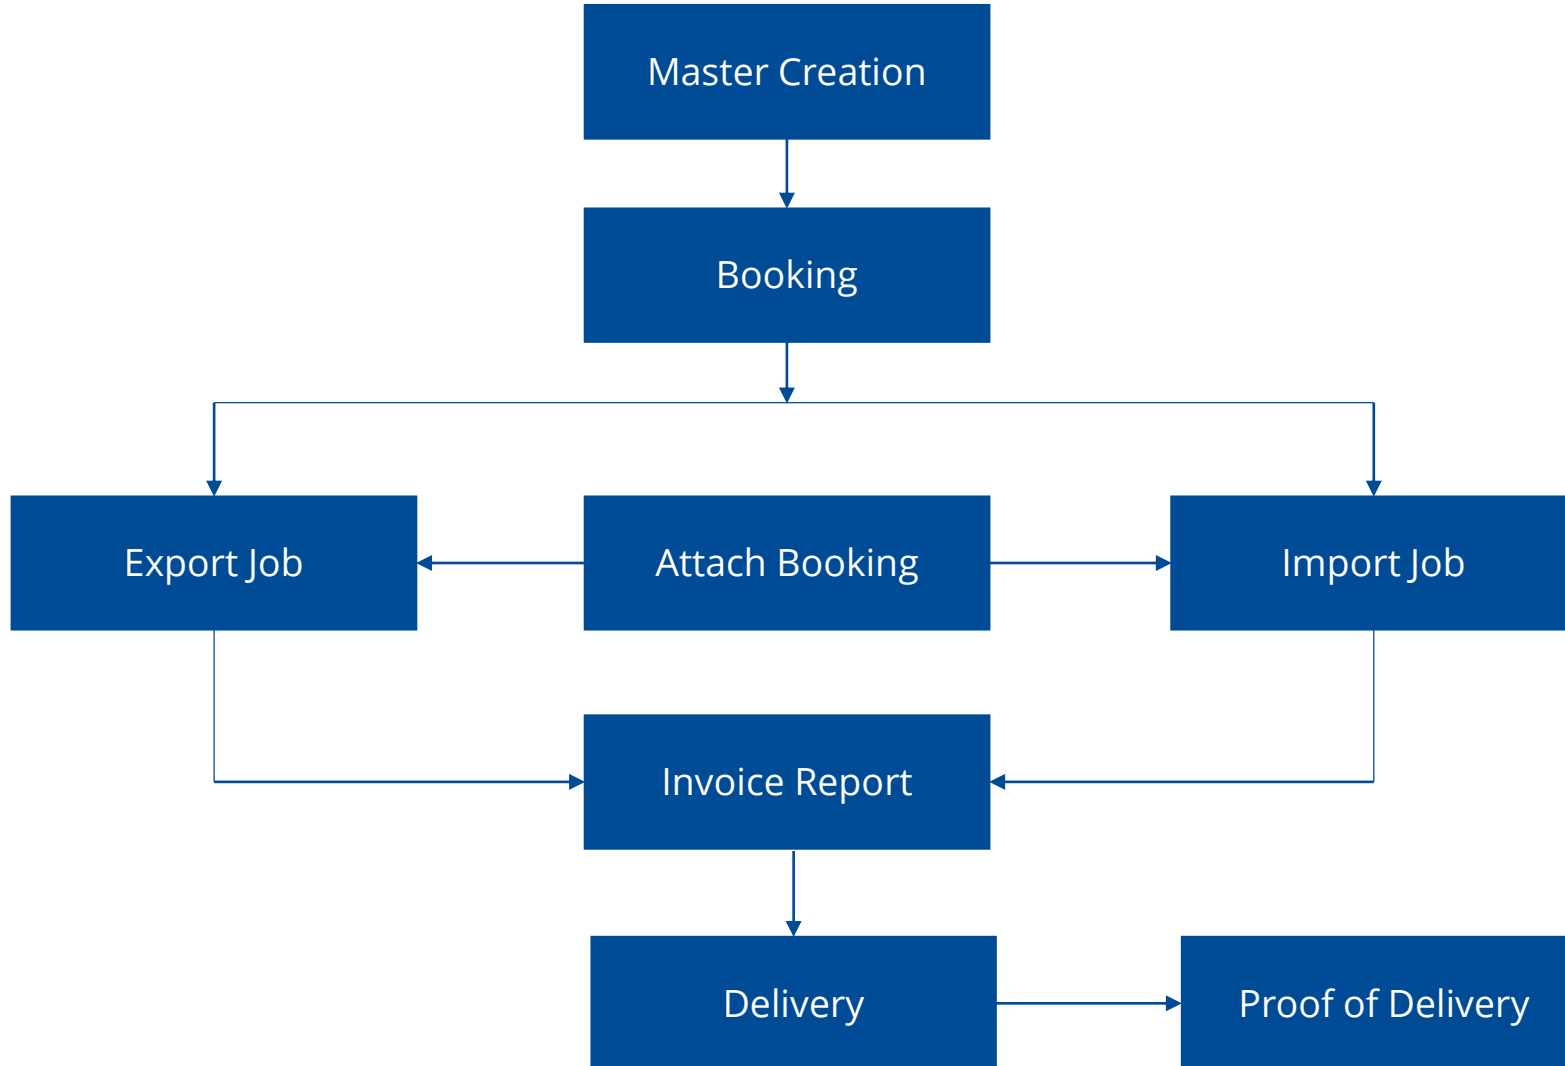 Master Creation
Booking
Export Job
Attach Booking
Import Job
Invoice Report
Delivery
Proof of Delivery